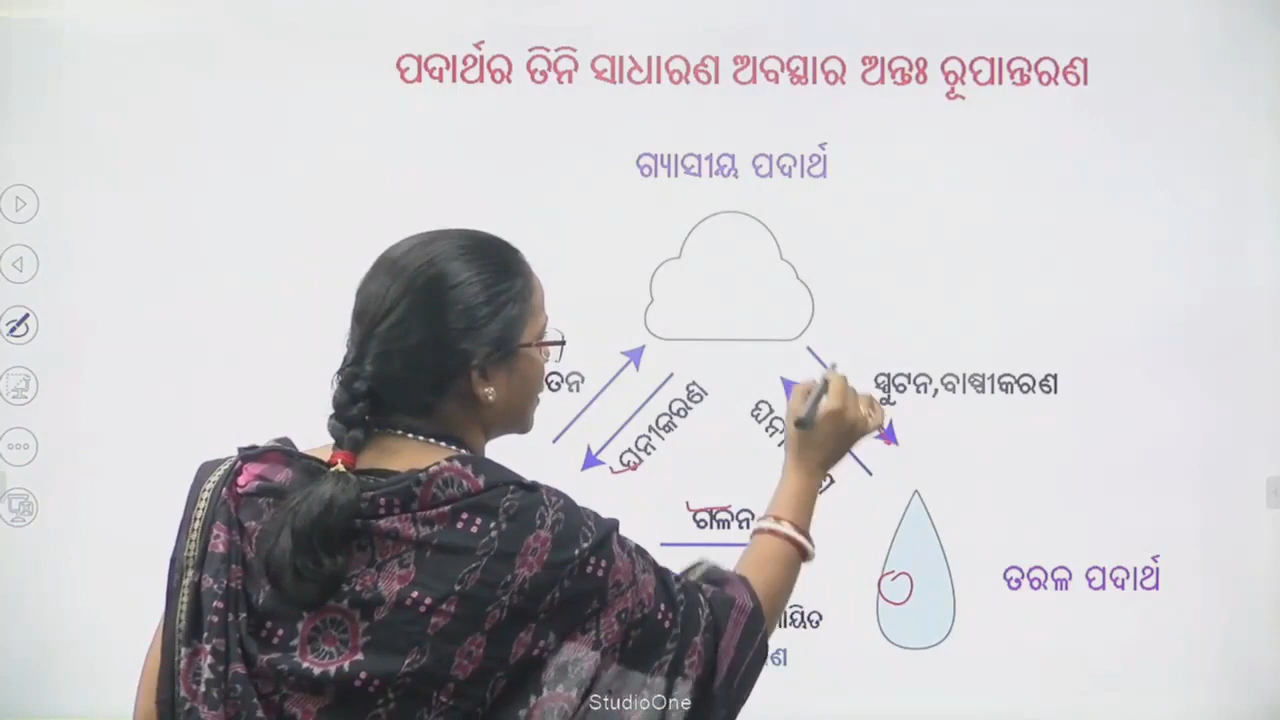 ପଦାର୍ଥର ତିନି ସାଧାରଣ ଅବସ୍ଥାର ଅନ୍ତଃ ରୂପାନ୍ତରଣ
ଗ୍ୟାସୀୟ ପଦାର୍ଥ
ସ୍ଫୁଟନ,ବାଷ୍ପୀକରଣ
ଘନୀକରଣ
ଗଳନ
ତରଳ ପଦାର୍ଥ
StudioOne